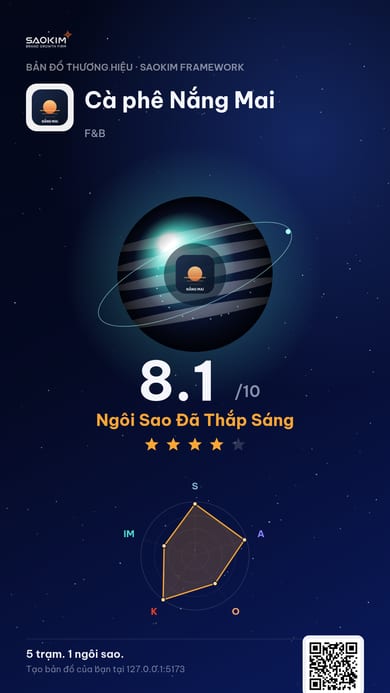 SAOKIM
BRAND GROWTH FIRM
BẢN ĐỒ THƯƠNG HIỆU · SAOKIM FRAMEWORK
NẮNG MAI
Cà phê Nắng Mai
F&B
NẮNG MAI
8.1 /10
Ngôi Sao Đã Thắp Sáng
S
IM
A
K
O
5 trạm. 1 ngôi sao.
Tạo bản đồ của bạn tại 127.0.0.1:5173